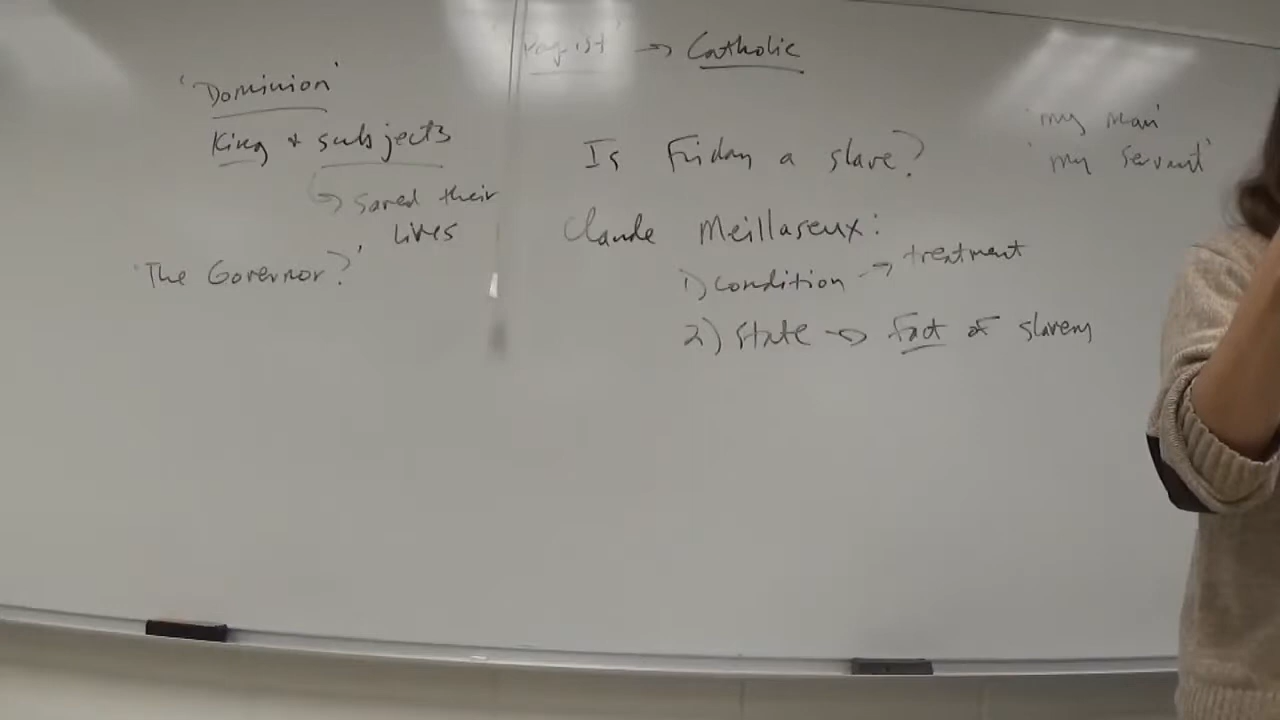 'Dominion'
King + subjects
↳ saved their
lives
'The Governor?'
'Papist' → Catholic
Is Friday a slave?
Claude Meillaseux:
1) condition → treatment
2) state → fact of slavery
'my man'
'my servant'